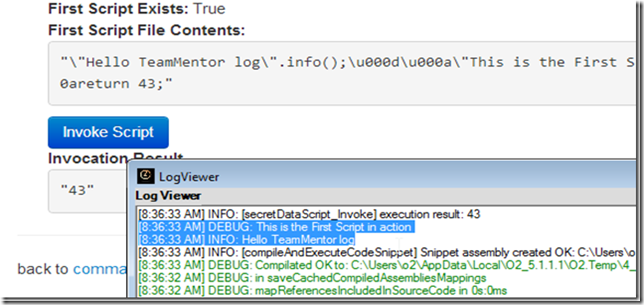 First Script Exists: True
First Script File Contents:
"\"Hello TeamMentor log\".info();\u000d\u000a\"This is the First S
0areturn 43;"
Invoke Script
Invocation Result
"43"
LogViewer
Log Viewer
[8:36:33 AM] INFO: [secretDataScript_Invoke] execution result: 43
[8:36:33 AM] DEBUG: This is the First Script in action
[8:36:33 AM] INFO: Hello TeamMentor log
[8:36:33 AM] INFO: [compileAndExecuteCodeSnippet] Snippet assembly created OK: C:\Users\o
[8:36:33 AM] DEBUG: Compilated OK to: C:\Users\o2\AppData\Local\O2_5.1.1.1\O2.Temp\4_
[8:36:33 AM] DEBUG: in saveCachedCompiledAssembliesMappings
[8:36:32 AM] DEBUG: mapReferencesIncludedInSourceCode in 0s:0ms
back to comma